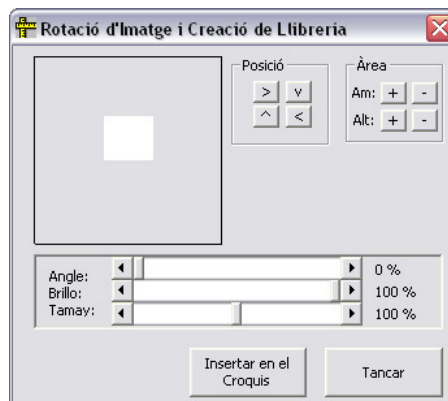 Rotació d'Imatge i Creació de Llibreria
Posició
> v
^ <
Àrea
Am: + -
Alt: + -
Angle: 0 %
Brillo: 100 %
Tamay: 100 %
Insertar en el
Croquis
Tancar